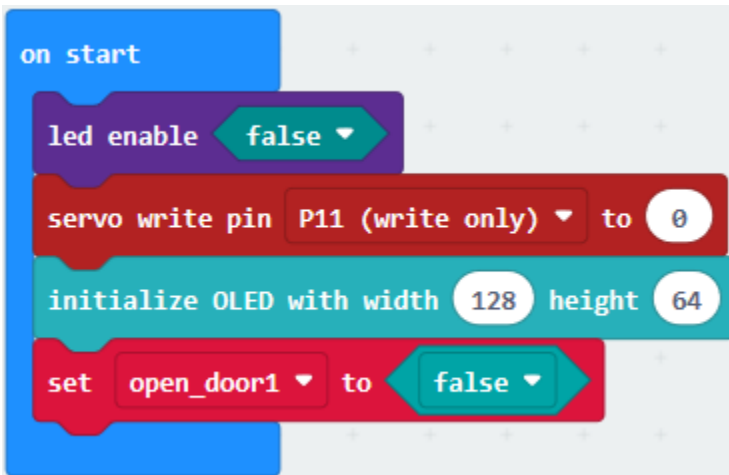 on start
led enable false
servo write pin P11 (write only) to 0
initialize OLED with width 128 height 64
set open_door1 to false